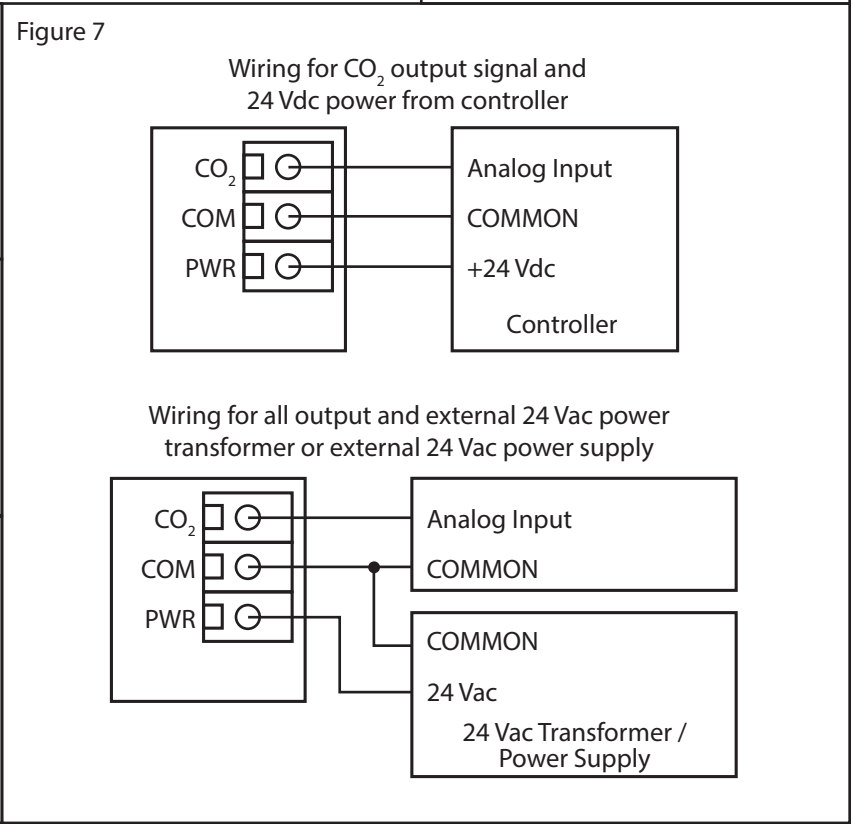 Figure 7
Wiring for CO₂ output signal and
24 Vdc power from controller
CO₂
Analog Input
COM
COMMON
PWR
+24 Vdc
Controller
Wiring for all output and external 24 Vac power
transformer or external 24 Vac power supply
CO₂
Analog Input
COM
COMMON
PWR
COMMON
24 Vac
24 Vac Transformer /
Power Supply